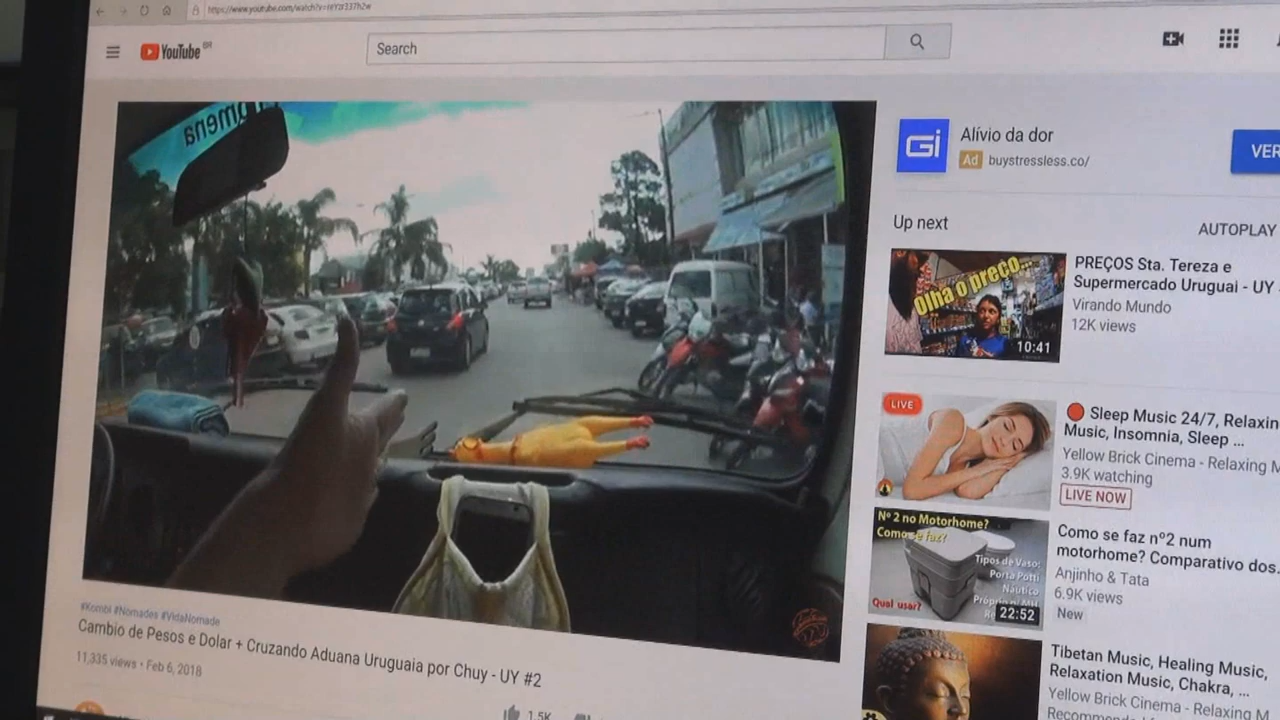 YouTube BR
Search
omena
Alívio da dor
Ad buystressless.co/
VER
Up next
AUTOPLAY
Olha o preço...
10:41
PREÇOS Sta. Tereza e
Supermercado Uruguai - UY
Virando Mundo
12K views
LIVE
Sleep Music 24/7, Relaxin
Music, Insomnia, Sleep ...
Yellow Brick Cinema - Relaxing M
3.9K watching
LIVE NOW
Nº 2 no Motorhome?
Como se faz?
Tipos de Vaso:
Porta Potti
Náutico
Qual usar?
22:52
Como se faz nº2 num
motorhome? Comparativo dos.
Anjinho & Tata
6.9K views
New
Tibetan Music, Healing Music,
Relaxation Music, Chakra, ...
Yellow Brick Cinema - Relaxing M
Recommended
#Kombi #Nomades #VidaNomade
Cambio de Pesos e Dolar + Cruzando Aduana Uruguaia por Chuy - UY #2
11,335 views • Feb 6, 2018
1.5K